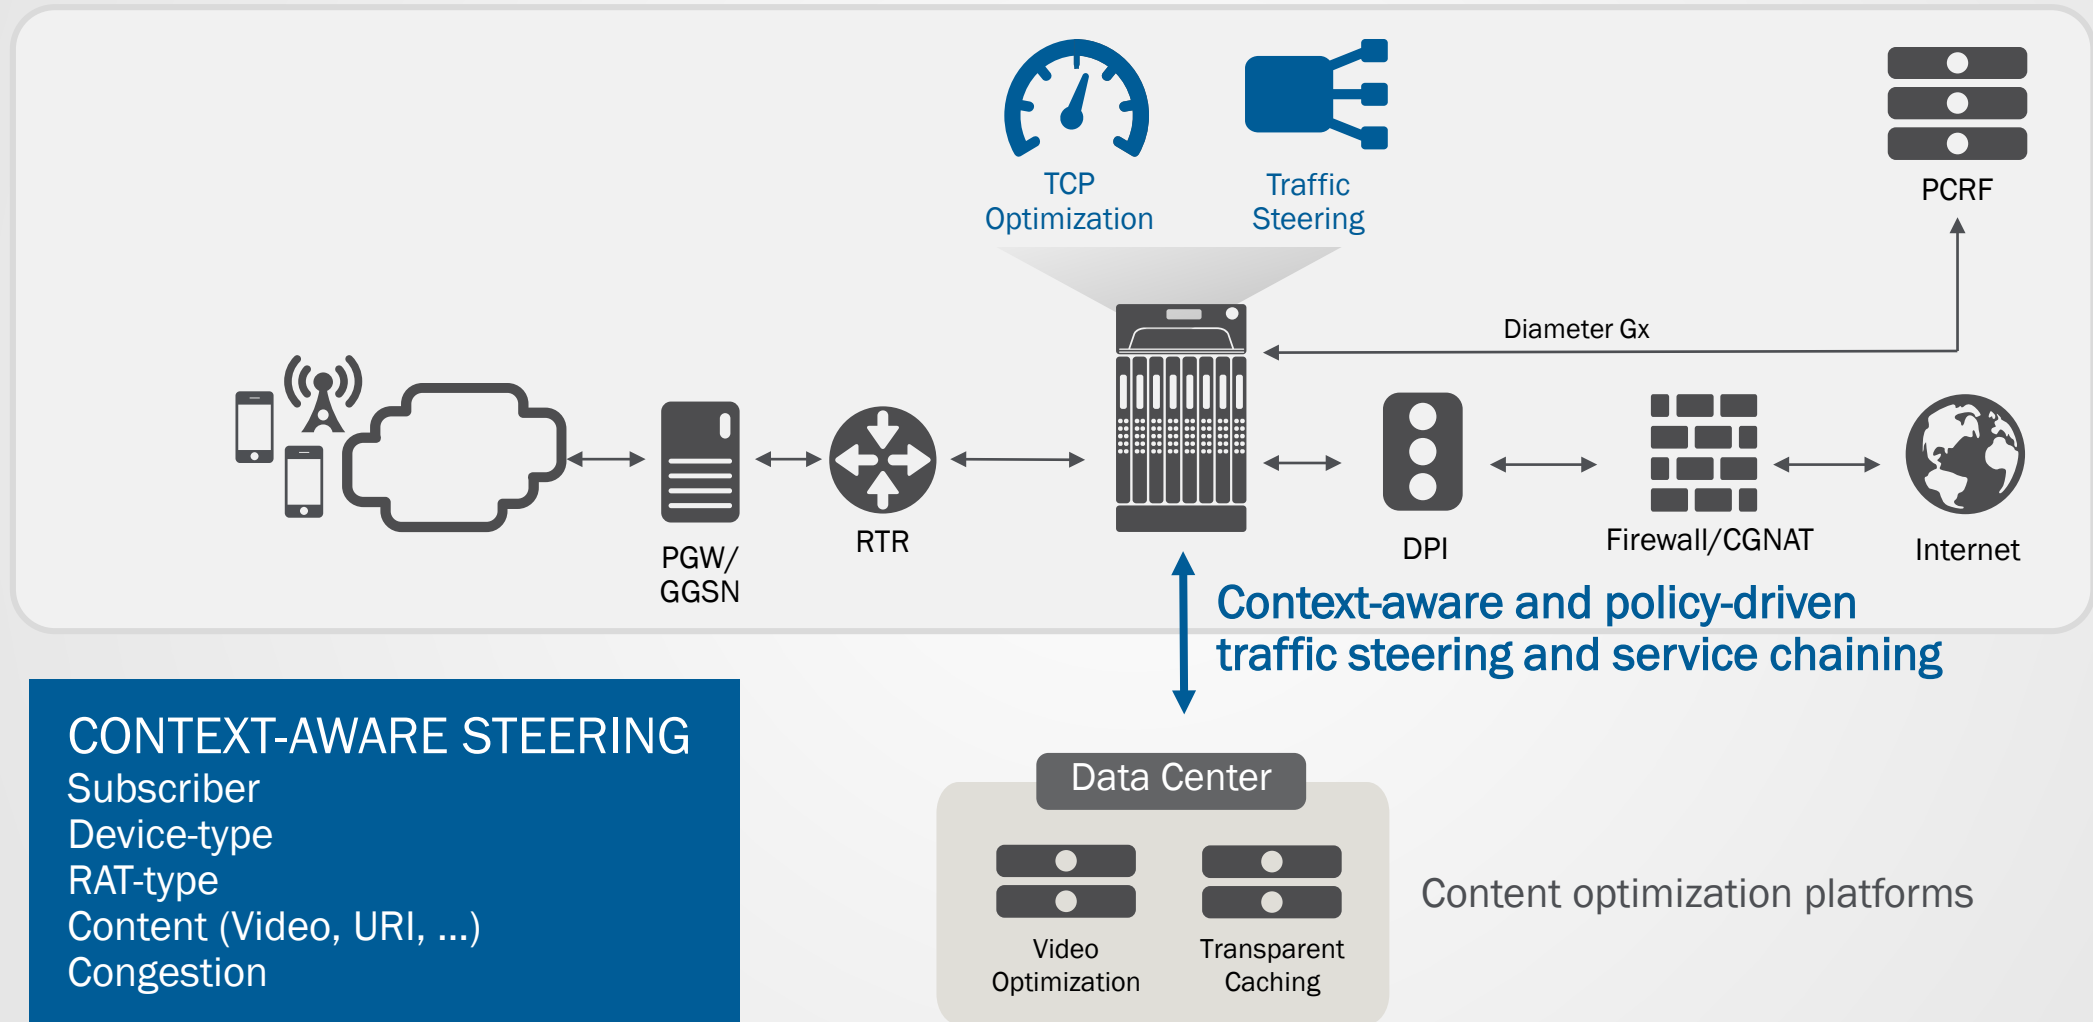 TCP
Optimization
Traffic
Steering
PCRF
Diameter Gx
PGW/
GGSN
RTR
DPI
Firewall/CGNAT
Internet
Context-aware and policy-driven
traffic steering and service chaining
CONTEXT-AWARE STEERING
Subscriber
Device-type
RAT-type
Content (Video, URI, ...)
Congestion
Data Center
Video
Optimization
Transparent
Caching
Content optimization platforms